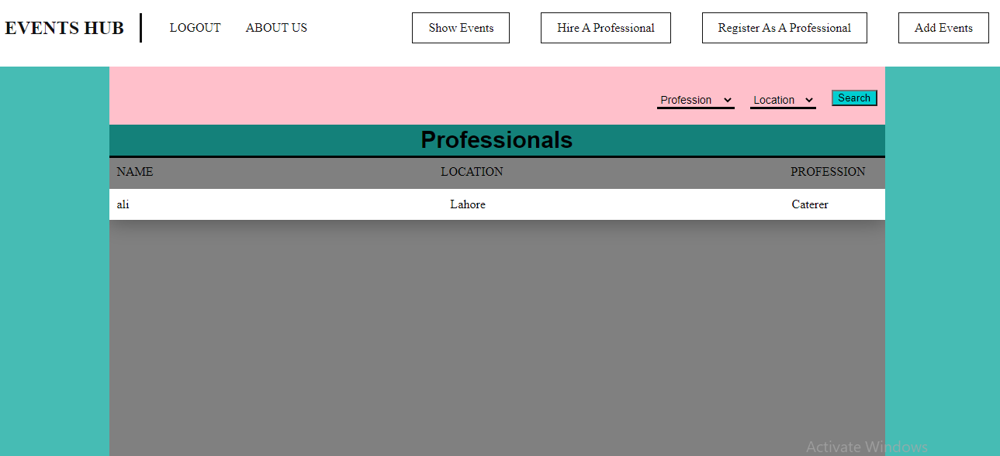 EVENTS HUB LOGOUT ABOUT US Show Events Hire A Professional Register As A Professional Add Events
Profession Location Search
Professionals
NAME LOCATION PROFESSION
ali Lahore Caterer
Activate Windows